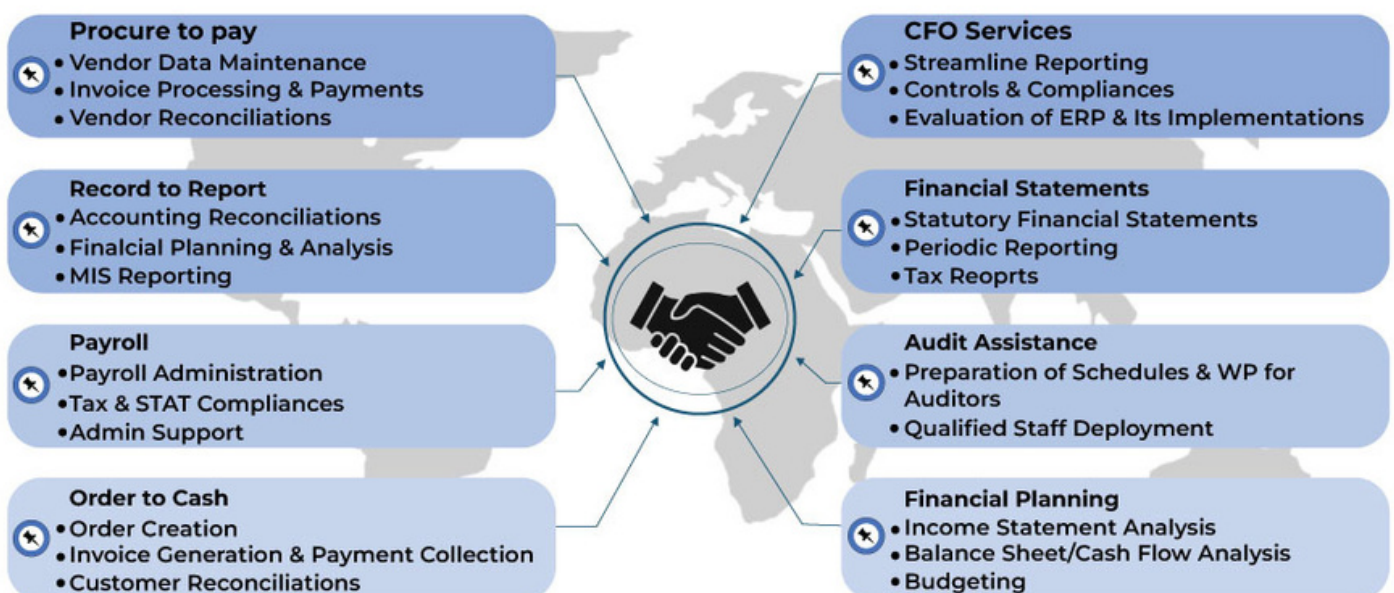 Procure to pay
• Vendor Data Maintenance
• Invoice Processing & Payments
• Vendor Reconciliations
Record to Report
• Accounting Reconciliations
• Finalcial Planning & Analysis
• MIS Reporting
Payroll
• Payroll Administration
• Tax & STAT Compliances
• Admin Support
Order to Cash
• Order Creation
• Invoice Generation & Payment Collection
• Customer Reconciliations
CFO Services
• Streamline Reporting
• Controls & Compliances
• Evaluation of ERP & Its Implementations
Financial Statements
• Statutory Financial Statements
• Periodic Reporting
• Tax Reoprts
Audit Assistance
• Preparation of Schedules & WP for
Auditors
• Qualified Staff Deployment
Financial Planning
• Income Statement Analysis
• Balance Sheet/Cash Flow Analysis
• Budgeting